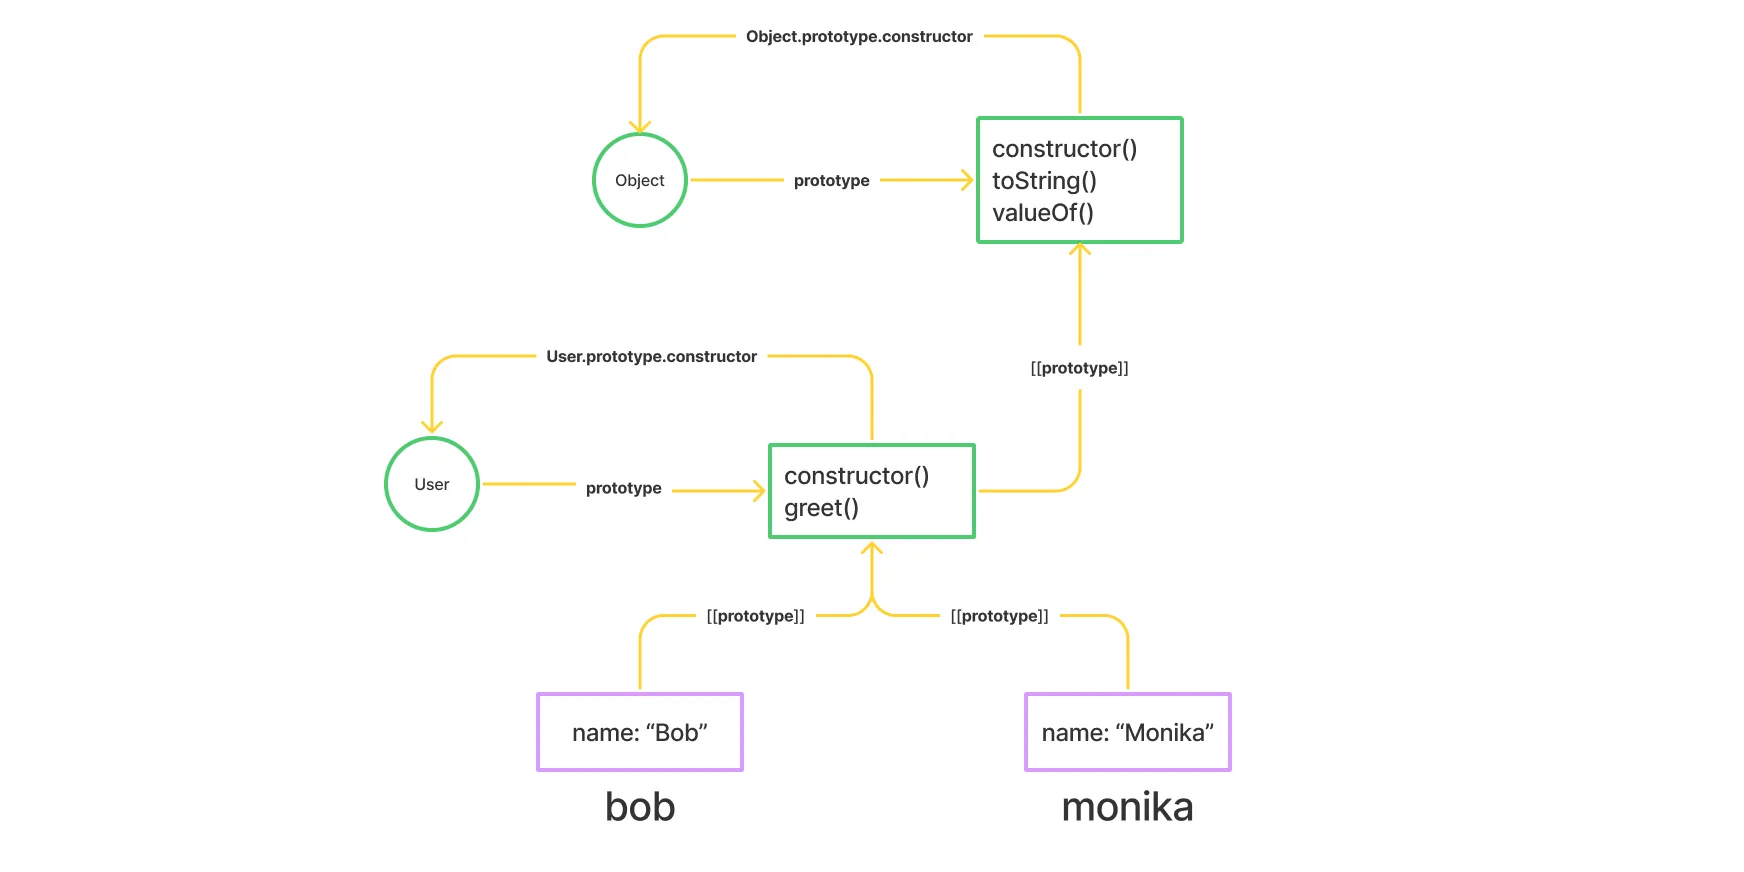 Object.prototype.constructor
Object
prototype
constructor()
toString()
valueOf()
User.prototype.constructor
[[prototype]]
User
prototype
constructor()
greet()
[[prototype]]
[[prototype]]
name: “Bob”
name: “Monika”
bob
monika